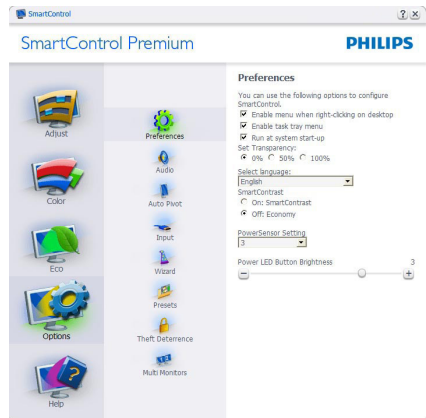 SmartControl
SmartControl Premium
PHILIPS
Adjust
Color
Eco
Options
Help
Preferences
Audio
Auto Pivot
Input
Wizard
Presets
Theft Deterrence
Multi Monitors
Preferences
You can use the following options to configure
SmartControl.
Enable menu when right-clicking on desktop
Enable task tray menu
Run at system start-up
Set Transparency:
0% 50% 100%
Select language:
English
SmartContrast
On: SmartContrast
Off: Economy
PowerSensor Setting
3
Power LED Button Brightness 3